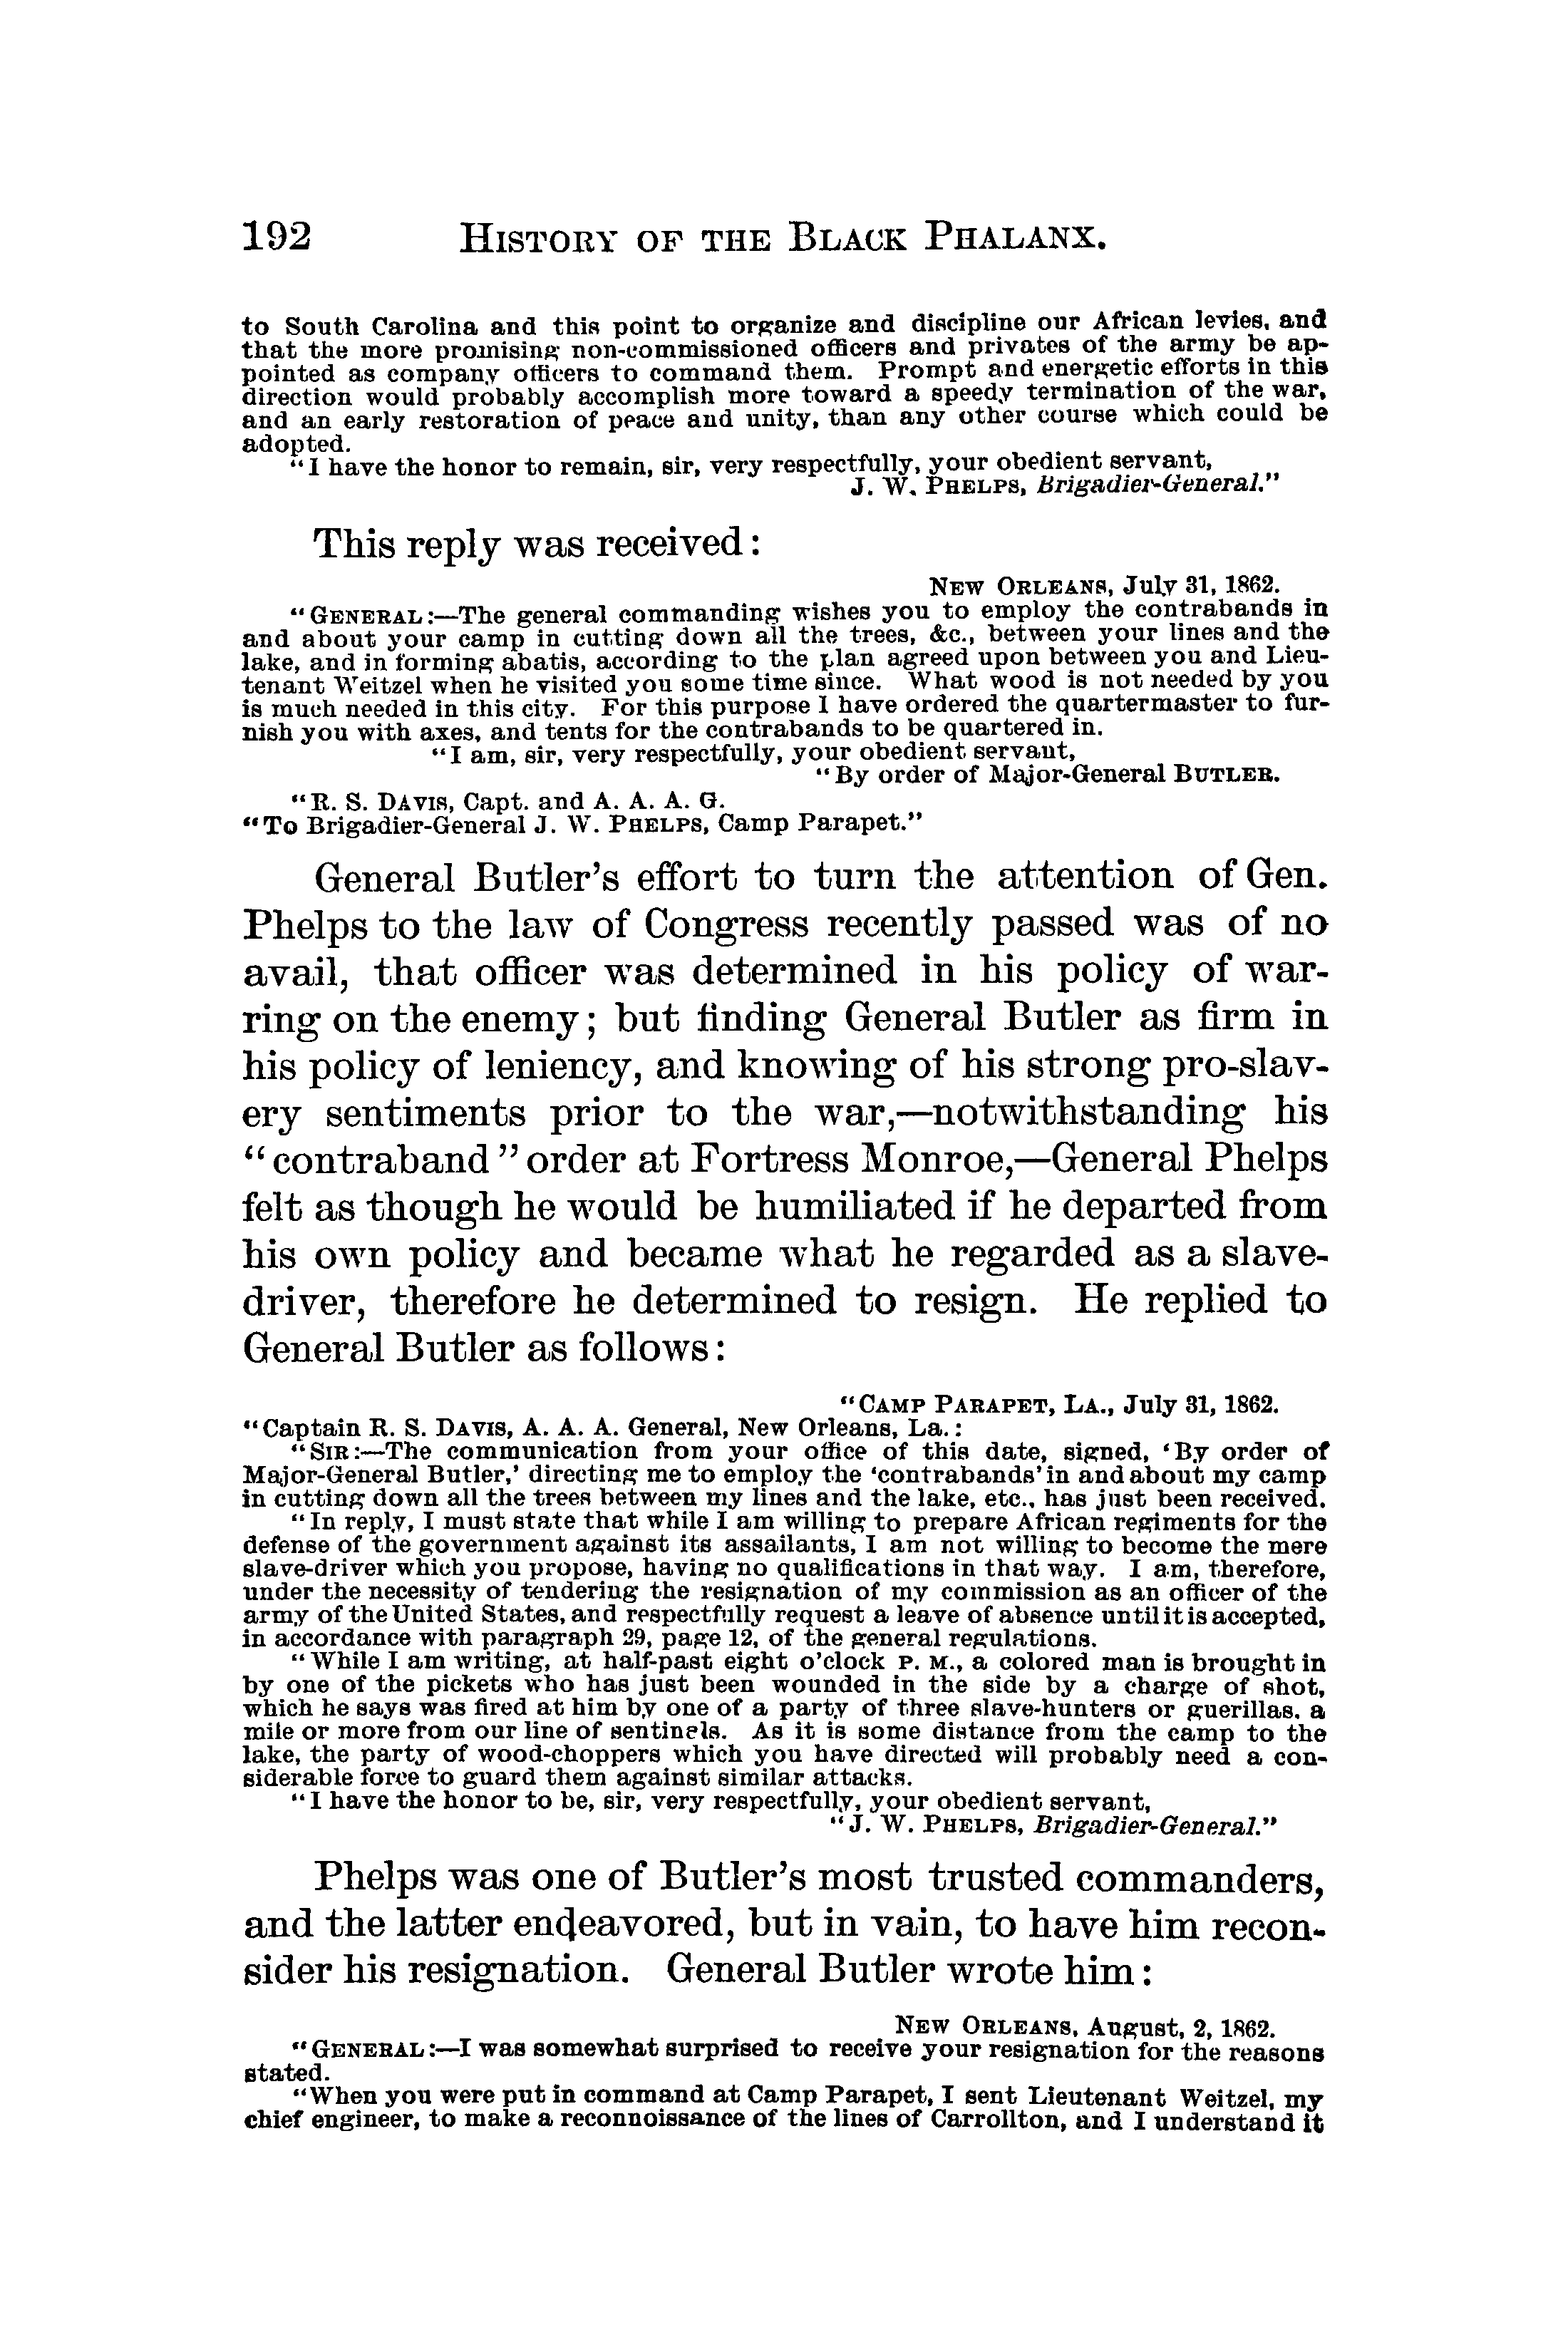 192 HISTORY OF THE BLACK PHALANX.
to South Carolina and this point to organize and discipline our African levies, and
that the more promising non-commissioned officers and privates of the army be ap-
pointed as company officers to command them. Prompt and energetic efforts in this
direction would probably accomplish more toward a speedy termination of the war,
and an early restoration of peace and unity, than any other course which could be
adopted.
"I have the honor to remain, sir, very respectfully, your obedient servant,
J. W. PHELPS, Brigadier-General."
This reply was received:
NEW ORLEANS, July 31, 1862.
"GENERAL:—The general commanding wishes you to employ the contrabands in
and about your camp in cutting down all the trees, &c., between your lines and the
lake, and in forming abatis, according to the plan agreed upon between you and Lieu-
tenant Weitzel when he visited you some time since. What wood is not needed by you
is much needed in this city. For this purpose I have ordered the quartermaster to fur-
nish you with axes, and tents for the contrabands to be quartered in.
"I am, sir, very respectfully, your obedient servant,
"By order of Major-General BUTLER.
"R. S. DAVIS, Capt. and A. A. A. G.
"To Brigadier-General J. W. PHELPS, Camp Parapet."
General Butler's effort to turn the attention of Gen.
Phelps to the law of Congress recently passed was of no
avail, that officer was determined in his policy of war-
ring on the enemy; but finding General Butler as firm in
his policy of leniency, and knowing of his strong pro-slav-
ery sentiments prior to the war,—notwithstanding his
"contraband" order at Fortress Monroe,—General Phelps
felt as though he would be humiliated if he departed from
his own policy and became what he regarded as a slave-
driver, therefore he determined to resign. He replied to
General Butler as follows:
"CAMP PARAPET, LA., July 31, 1862.
"Captain R. S. DAVIS, A. A. A. General, New Orleans, La.:
"SIR:—The communication from your office of this date, signed, 'By order of
Major-General Butler,' directing me to employ the 'contrabands' in and about my camp
in cutting down all the trees between my lines and the lake, etc., has just been received.
"In reply, I must state that while I am willing to prepare African regiments for the
defense of the government against its assailants, I am not willing to become the mere
slave-driver which you propose, having no qualifications in that way. I am, therefore,
under the necessity of tendering the resignation of my commission as an officer of the
army of the United States, and respectfully request a leave of absence until it is accepted,
in accordance with paragraph 29, page 12, of the general regulations.
"While I am writing, at half-past eight o'clock P. M., a colored man is brought in
by one of the pickets who has just been wounded in the side by a charge of shot,
which he says was fired at him by one of a party of three slave-hunters or guerillas, a
mile or more from our line of sentinels. As it is some distance from the camp to the
lake, the party of wood-choppers which you have directed will probably need a con-
siderable force to guard them against similar attacks.
"I have the honor to be, sir, very respectfully, your obedient servant,
"J. W. PHELPS, Brigadier-General."
Phelps was one of Butler's most trusted commanders,
and the latter endeavored, but in vain, to have him recon-
sider his resignation. General Butler wrote him:
NEW ORLEANS, August, 2, 1862.
"GENERAL:—I was somewhat surprised to receive your resignation for the reasons
stated.
"When you were put in command at Camp Parapet, I sent Lieutenant Weitzel, my
chief engineer, to make a reconnoissance of the lines of Carrollton, and I understand it